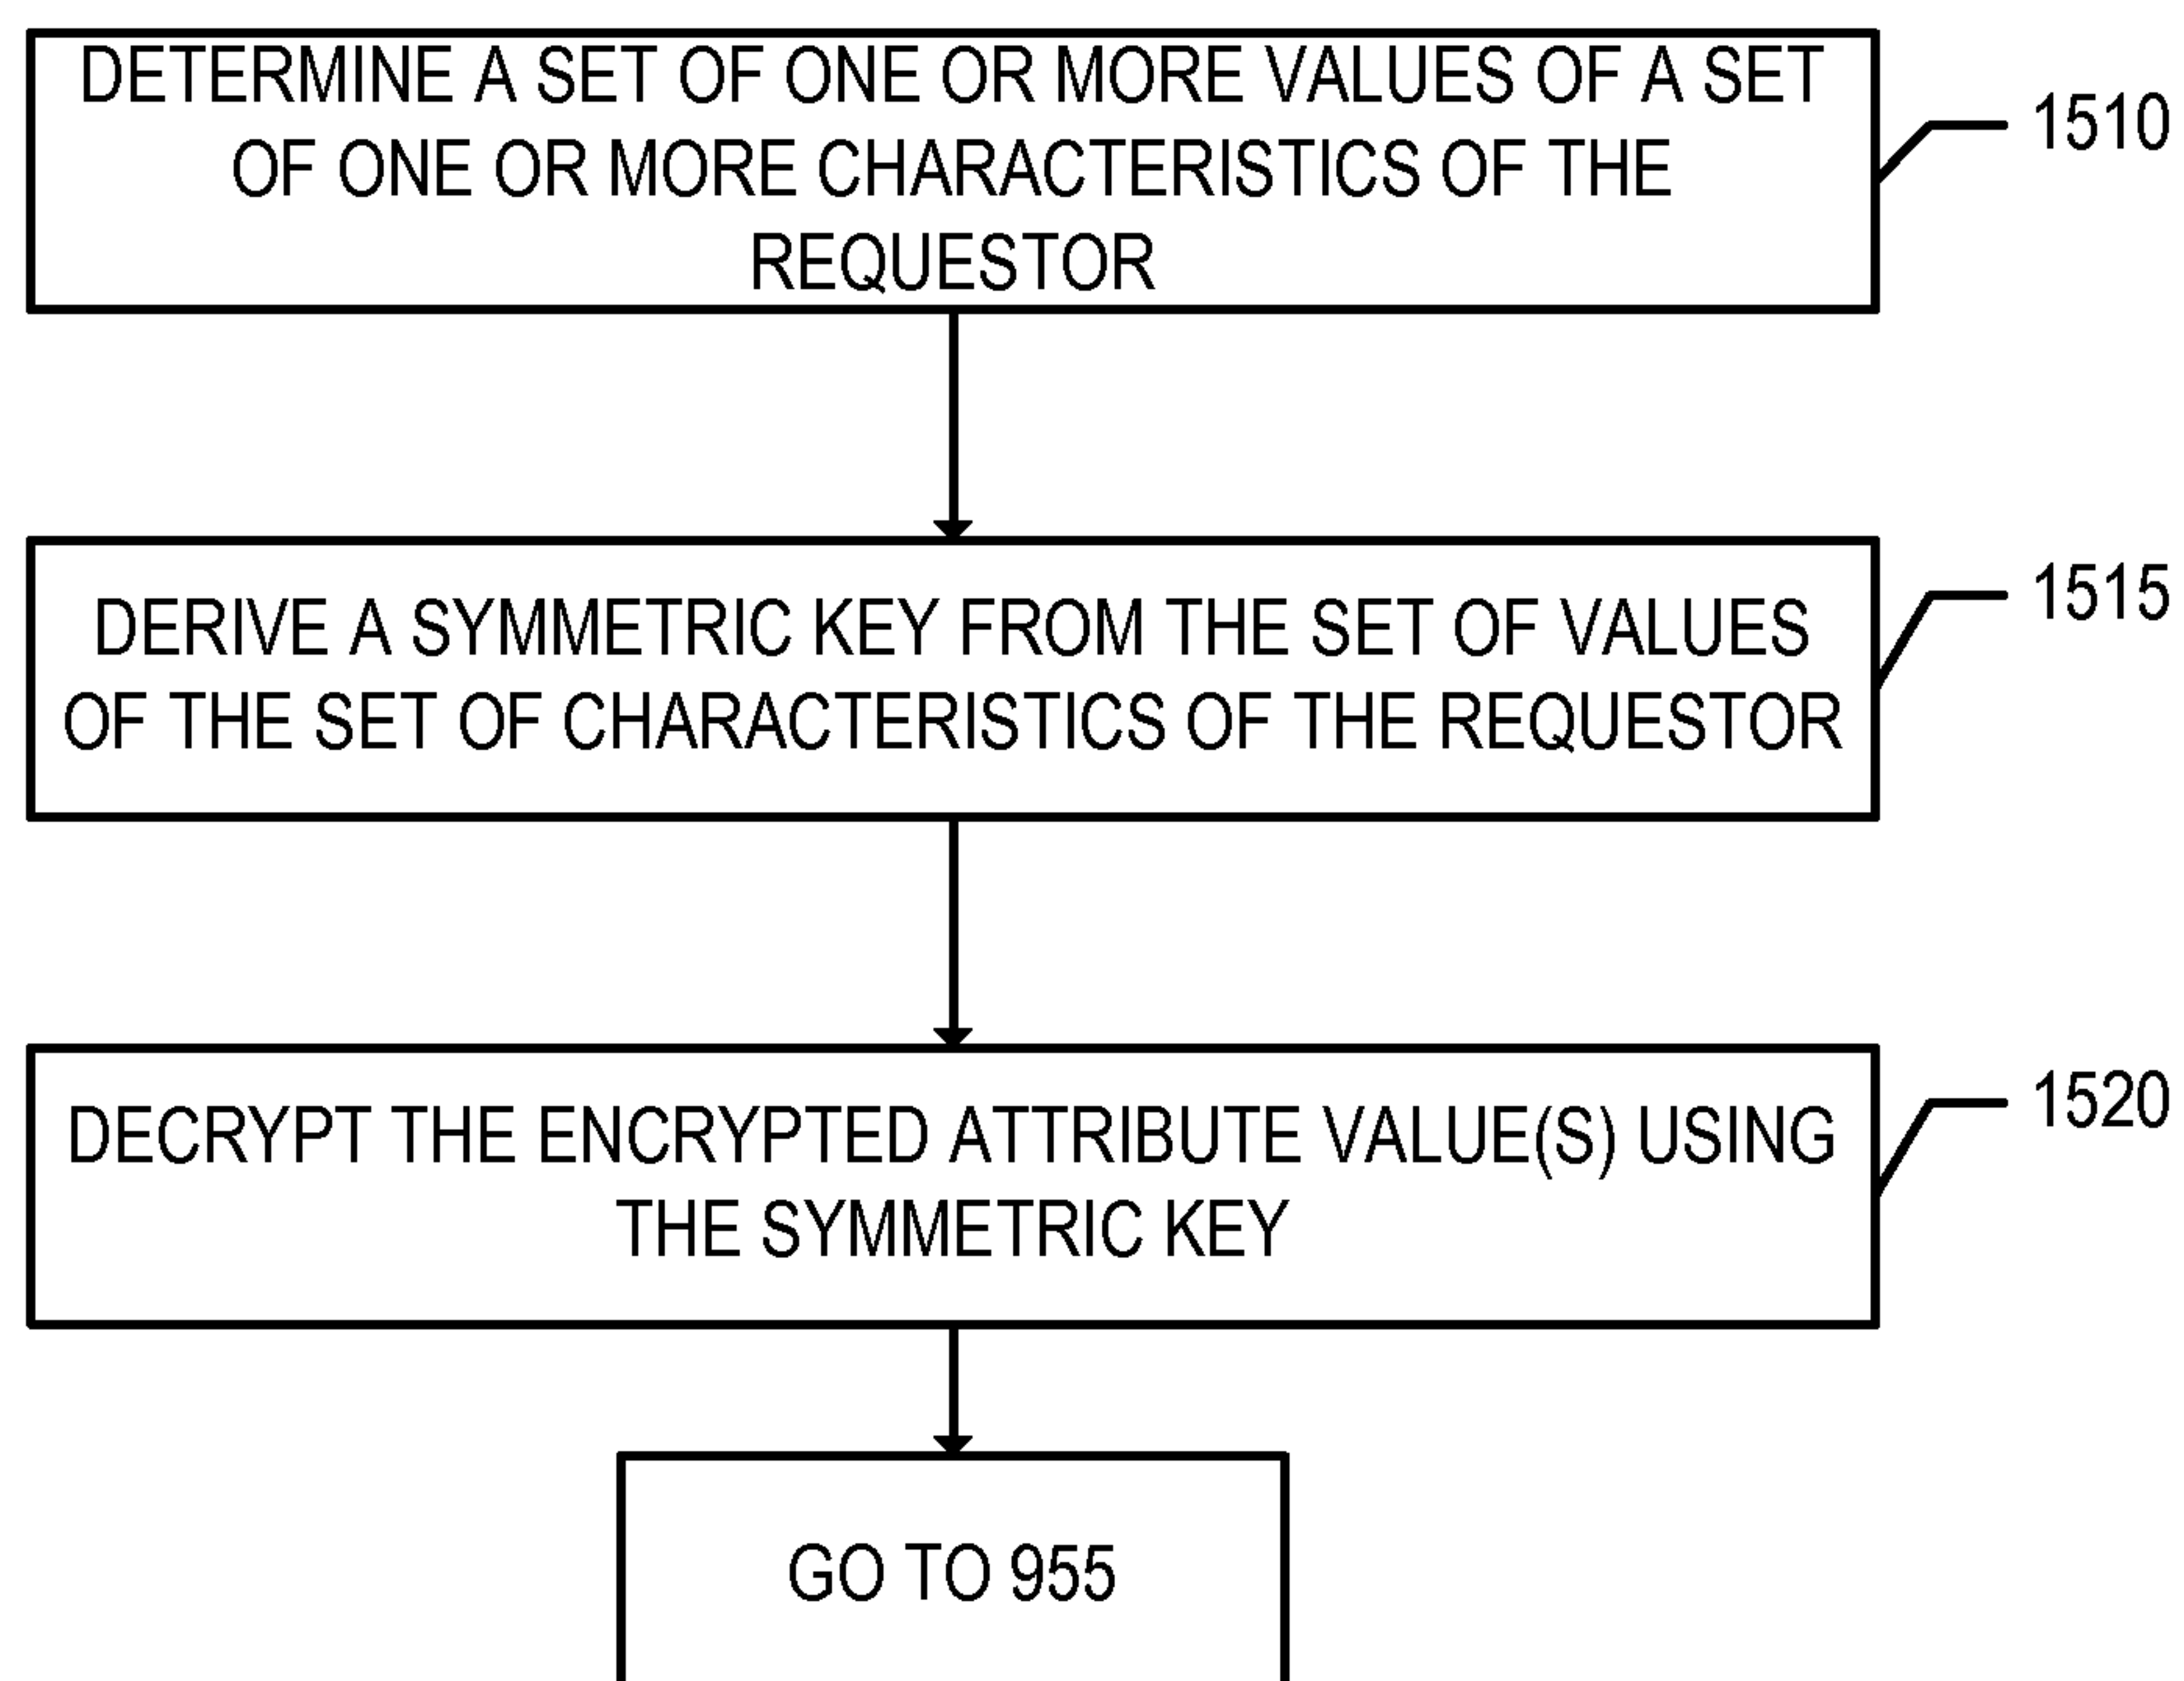 DETERMINE A SET OF ONE OR MORE VALUES OF A SET
OF ONE OR MORE CHARACTERISTICS OF THE
REQUESTOR
1510
DERIVE A SYMMETRIC KEY FROM THE SET OF VALUES
OF THE SET OF CHARACTERISTICS OF THE REQUESTOR
1515
DECRYPT THE ENCRYPTED ATTRIBUTE VALUE(S) USING
THE SYMMETRIC KEY
1520
GO TO 955